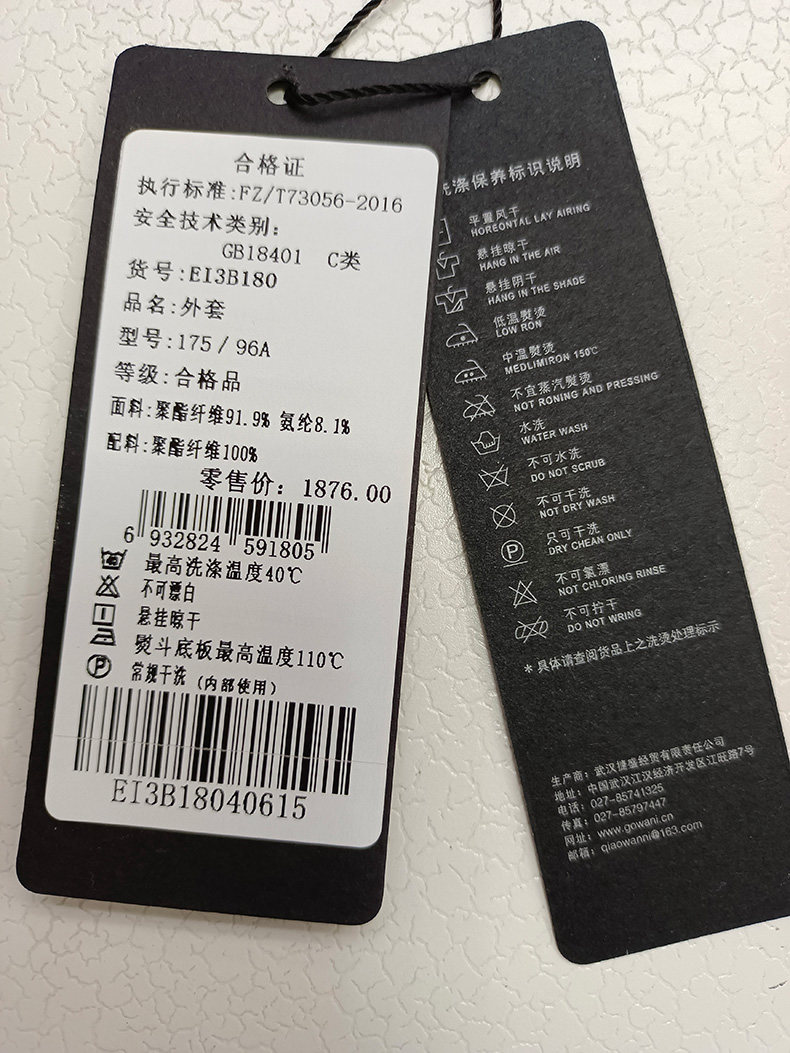 合格证
执行标准:FZ/T73056-2016
安全技术类别:
GB18401 C类
货号:EI3B180
品名:外套
型号:175/96A
等级:合格品
面料:聚酯纤维91.9% 氨纶8.1%
配料:聚酯纤维100%
零售价: 1876.00
6 932824 591805
最高洗涤温度40℃
不可漂白
悬挂晾干
熨斗底板最高温度110℃
常规干洗(内部使用)
EI3B18040615
洗涤保养标识说明
平置风干
HOREONTAL LAY AIRING
悬挂晾干
HANG IN THE AIR
悬挂阴干
HANG IN THE SHADE
低温熨烫
LOW RON
中温熨烫
MEDLIMIRON 150℃
不宜蒸汽熨烫
NOT RONING AND PRESSING
水洗
WATER WASH
不可水洗
DO NOT SCRUB
不可干洗
NOT DRY WASH
只可干洗
DRY CHEAN ONLY
不可氯漂
NOT CHLORING RINSE
不可拧干
DO NOT WRING
*具体请查阅货品上之洗烫处理标示
生产商: 武汉捷盛经贸有限责任公司
地址: 中国武汉江汉经济开发区江旺路7号
电话: 027-85741325
传真: 027-85797447
网址: www.gowani.cn
邮箱: qiaowanni@163.com